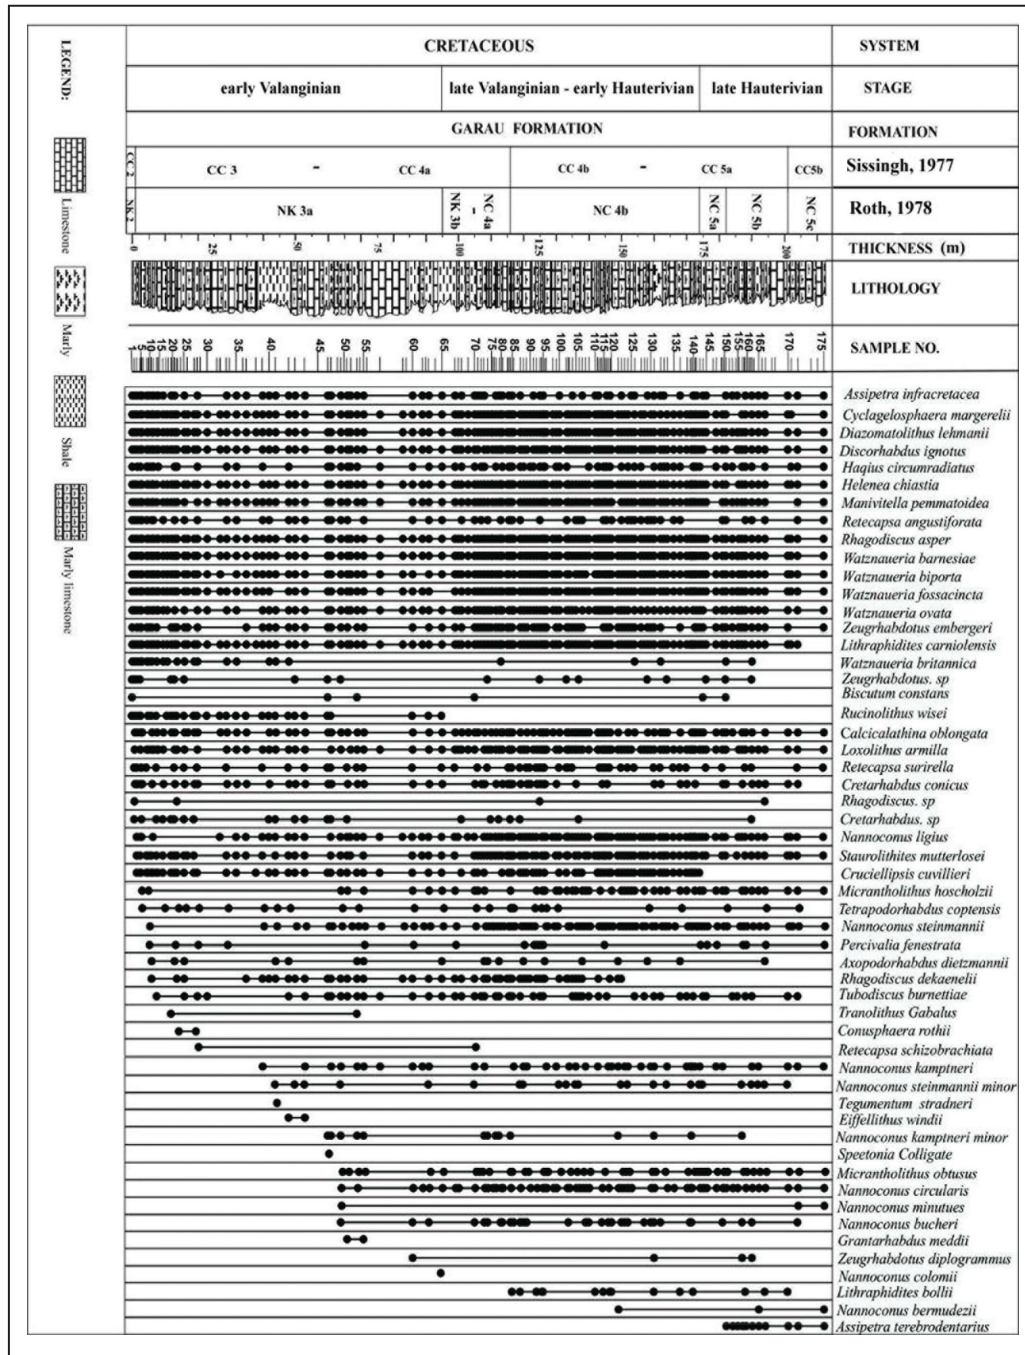 LEGEND:
Limestone
Marly
Shale
Marly limestone
CRETACEOUS SYSTEM
early Valanginian late Valanginian - early Hauterivian late Hauterivian STAGE
GARAU FORMATION FORMATION
CC 2 CC 3 - CC 4a CC 4b - CC 5a CC5b Sissingh, 1977
NK 2 NK 3a NK 3b - NC 4a NC 4b NC 5a NC 5b NC 5c Roth, 1978
0 25 50 75 100 125 150 175 200 THICKNESS (m)
LITHOLOGY
1 5 10 15 20 25 30 35 40 45 50 55 60 65 70 75 80 85 90 95 100 105 110 115 120 125 130 135 140 145 150 155 160 165 170 175 SAMPLE NO.
Assipetra infracretacea
Cyclagelosphaera margerelii
Diazomatolithus lehmanii
Discorhabdus ignotus
Haqius circumradiatus
Helenea chiastia
Manivitella pemmatoidea
Retecapsa angustiforata
Rhagodiscus asper
Watznaueria barnesiae
Watznaueria biporta
Watznaueria fossacincta
Watznaueria ovata
Zeugrhabdotus embergeri
Lithraphidites carniolensis
Watznaueria britannica
Zeugrhabdotus. sp
Biscutum constans
Rucinolithus wisei
Calcicalathina oblongata
Loxolithus armilla
Retecapsa surirella
Cretarhabdus conicus
Rhagodiscus. sp
Cretarhabdus. sp
Nannoconus ligius
Staurolithites mutterlosei
Cruciellipsis cuvillieri
Micrantholithus hoscholzii
Tetrapodorhabdus coptensis
Nannoconus steinmannii
Percivalia fenestrata
Axopodorhabdus dietzmannii
Rhagodiscus dekaenelii
Tubodiscus burnettiae
Tranolithus Gabalus
Conusphaera rothii
Retecapsa schizobrachiata
Nannoconus kamptneri
Nannoconus steinmannii minor
Tegumentum stradneri
Eiffellithus windii
Nannoconus kamptneri minor
Speetonia Colligate
Micrantholithus obtusus
Nannoconus circularis
Nannoconus minutues
Nannoconus bucheri
Grantarhabdus meddii
Zeugrhabdotus diplogrammus
Nannoconus colomii
Lithraphidites bollii
Nannoconus bermudezii
Assipetra terebrodentarius